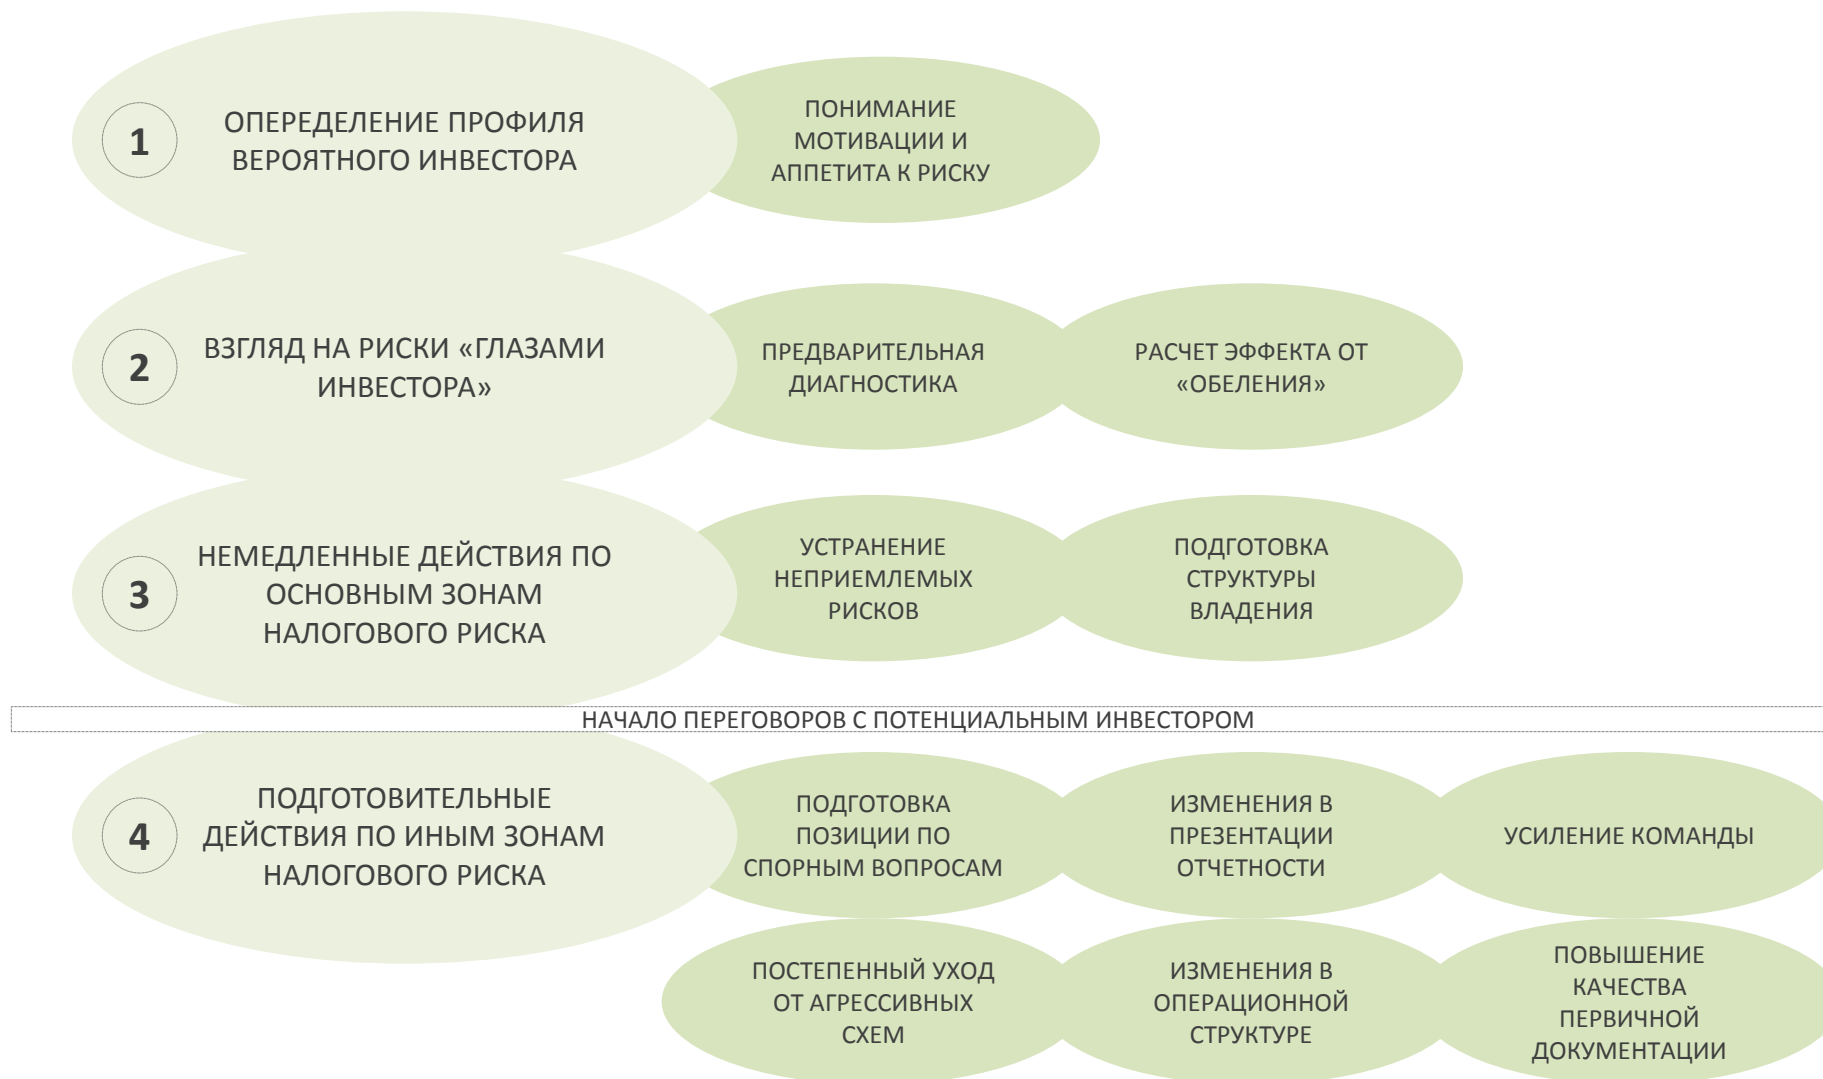 1
ОПЕРЕДЕЛЕНИЕ ПРОФИЛЯ
ВЕРОЯТНОГО ИНВЕСТОРА
ПОНИМАНИЕ
МОТИВАЦИИ И
АППЕТИТА К РИСКУ
2
ВЗГЛЯД НА РИСКИ «ГЛАЗАМИ
ИНВЕСТОРА»
ПРЕДВАРИТЕЛЬНАЯ
ДИАГНОСТИКА
РАСЧЕТ ЭФФЕКТА ОТ
«ОБЕЛЕНИЯ»
3
НЕМЕДЛЕННЫЕ ДЕЙСТВИЯ ПО
ОСНОВНЫМ ЗОНАМ
НАЛОГОВОГО РИСКА
УСТРАНЕНИЕ
НЕПРИЕМЛЕМЫХ
РИСКОВ
ПОДГОТОВКА
СТРУКТУРЫ
ВЛАДЕНИЯ
НАЧАЛО ПЕРЕГОВОРОВ С ПОТЕНЦИАЛЬНЫМ ИНВЕСТОРОМ
4
ПОДГОТОВИТЕЛЬНЫЕ
ДЕЙСТВИЯ ПО ИНЫМ ЗОНАМ
НАЛОГОВОГО РИСКА
ПОДГОТОВКА
ПОЗИЦИИ ПО
СПОРНЫМ ВОПРОСАМ
ИЗМЕНЕНИЯ В
ПРЕЗЕНТАЦИИ
ОТЧЕТНОСТИ
УСИЛЕНИЕ КОМАНДЫ
ПОСТЕПЕННЫЙ УХОД
ОТ АГРЕССИВНЫХ
СХЕМ
ИЗМЕНЕНИЯ В
ОПЕРАЦИОННОЙ
СТРУКТУРЕ
ПОВЫШЕНИЕ
КАЧЕСТВА
ПЕРВИЧНОЙ
ДОКУМЕНТАЦИИ